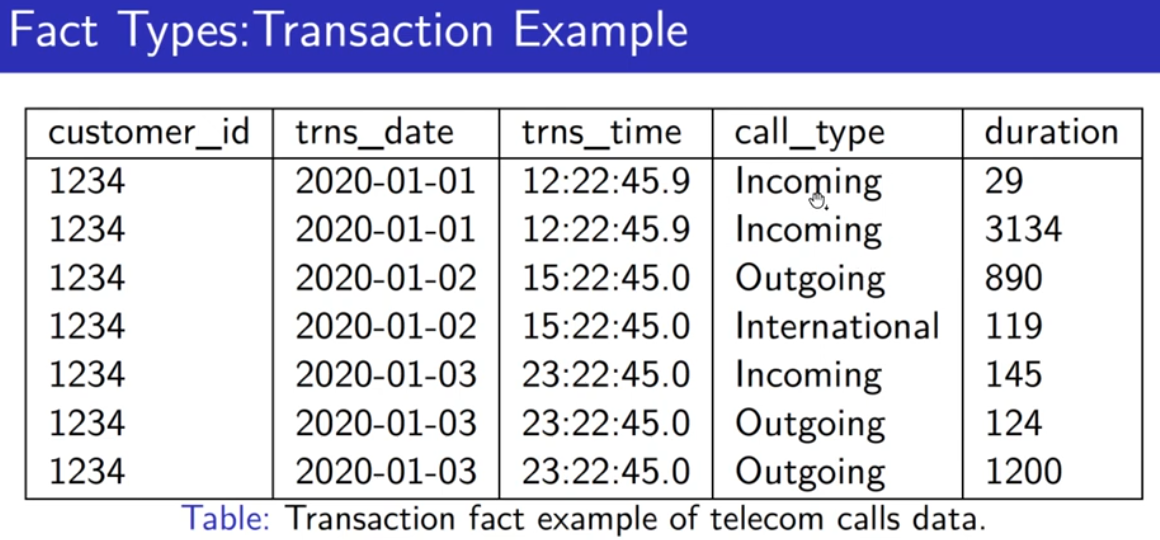 Fact Types:Transaction Example
customer_id trns_date trns_time call_type duration
1234 2020-01-01 12:22:45.9 Incoming 29
1234 2020-01-01 12:22:45.9 Incoming 3134
1234 2020-01-02 15:22:45.0 Outgoing 890
1234 2020-01-02 15:22:45.0 International 119
1234 2020-01-03 23:22:45.0 Incoming 145
1234 2020-01-03 23:22:45.0 Outgoing 124
1234 2020-01-03 23:22:45.0 Outgoing 1200
Table: Transaction fact example of telecom calls data.